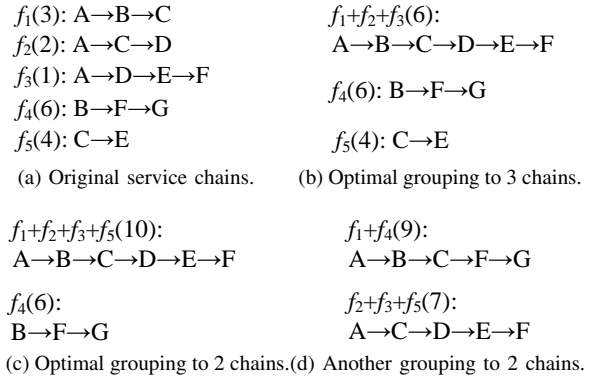 f₁(3): A→B→C
f₂(2): A→C→D
f₃(1): A→D→E→F
f₄(6): B→F→G
f₅(4): C→E
(a) Original service chains.
f₁+f₂+f₃(6):
A→B→C→D→E→F
f₄(6): B→F→G
f₅(4): C→E
(b) Optimal grouping to 3 chains.
f₁+f₂+f₃+f₅(10):
A→B→C→D→E→F
f₄(6):
B→F→G
(c) Optimal grouping to 2 chains.
f₁+f₄(9):
A→B→C→F→G
f₂+f₃+f₅(7):
A→C→D→E→F
(d) Another grouping to 2 chains.